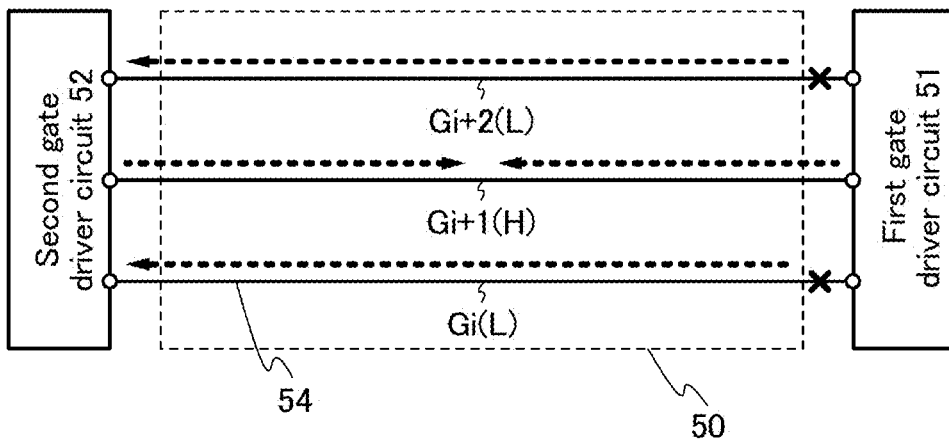 Second gate
driver circuit 52
Gi+2(L)
Gi+1(H)
Gi(L)
First gate
driver circuit 51
54
50